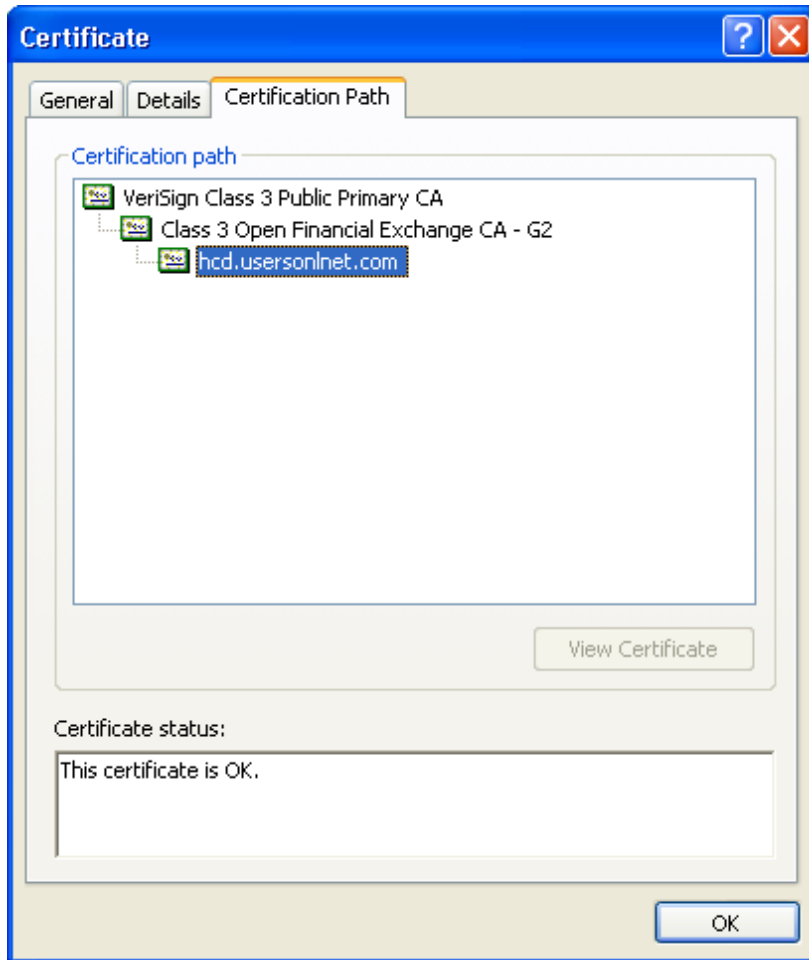 Certificate
General Details Certification Path
Certification path
VeriSign Class 3 Public Primary CA
Class 3 Open Financial Exchange CA - G2
hcd.usersonlnet.com
View Certificate
Certificate status:
This certificate is OK.
OK